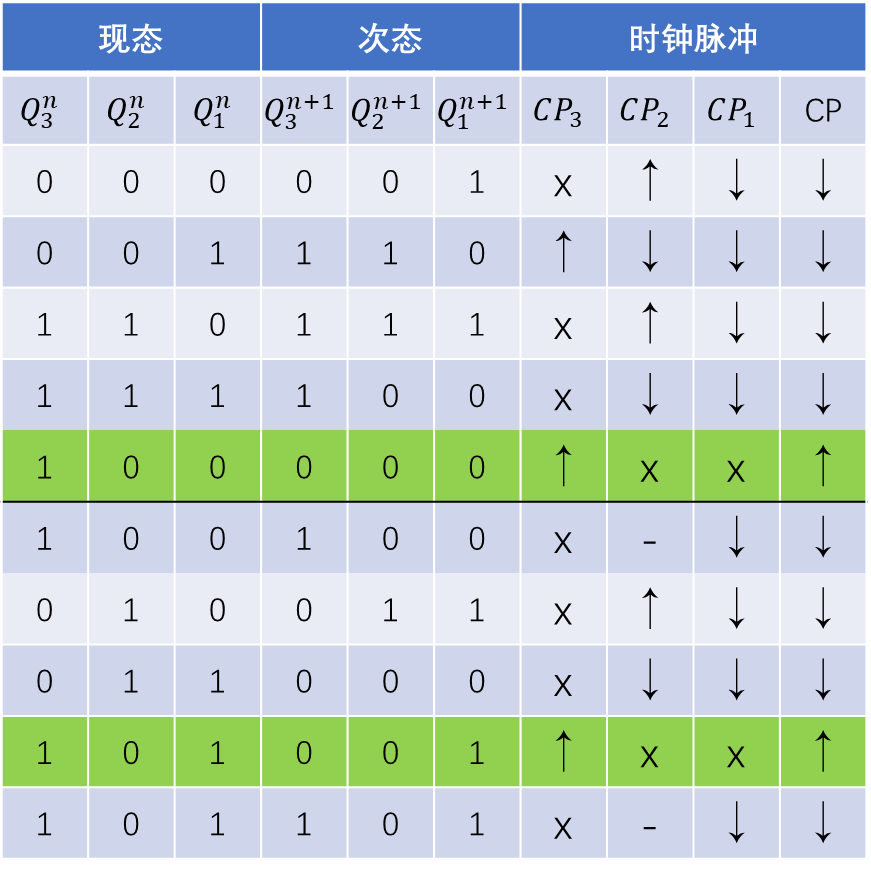 现态 次态 时钟脉冲
Q₃ⁿ Q₂ⁿ Q₁ⁿ Q₃ⁿ⁺¹ Q₂ⁿ⁺¹ Q₁ⁿ⁺¹ CP₃ CP₂ CP₁ CP
0 0 0 0 0 1 x ↑ ↓ ↓
0 0 1 1 1 0 ↑ ↓ ↓ ↓
1 1 0 1 1 1 x ↑ ↓ ↓
1 1 1 1 0 0 x ↓ ↓ ↓
1 0 0 0 0 0 ↑ x x ↑
1 0 0 1 0 0 x - ↓ ↓
0 1 0 0 1 1 x ↑ ↓ ↓
0 1 1 0 0 0 x ↓ ↓ ↓
1 0 1 0 0 1 ↑ x x ↑
1 0 1 1 0 1 x - ↓ ↓